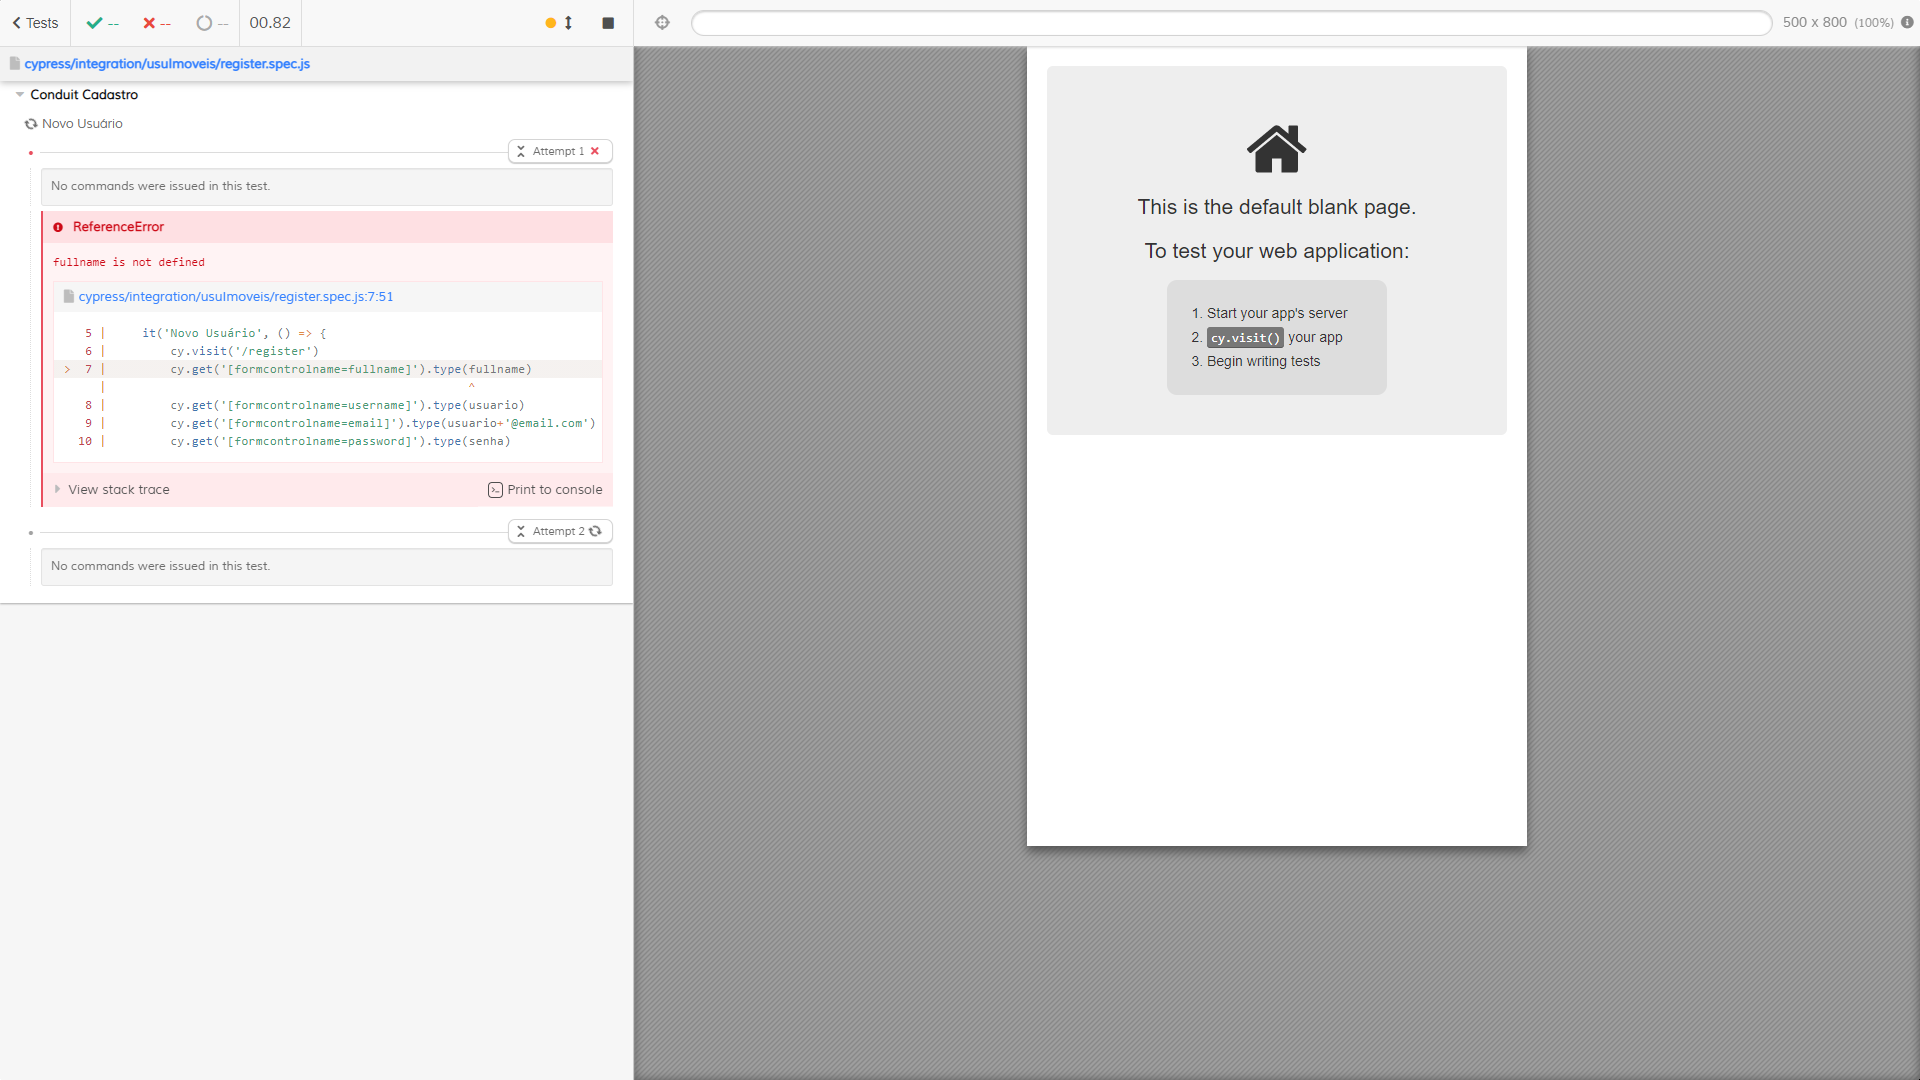 Tests -- -- -- 00.82
500 x 800 (100%)
cypress/integration/usuImoveis/register.spec.js
Conduit Cadastro
Novo Usuário
Attempt 1
No commands were issued in this test.
ReferenceError
fullname is not defined
cypress/integration/usuImoveis/register.spec.js:7:51
5 | it('Novo Usuário', () => {
6 | cy.visit('/register')
> 7 | cy.get('[formcontrolname=fullname]').type(fullname)
| ^
8 | cy.get('[formcontrolname=username]').type(usuario)
9 | cy.get('[formcontrolname=email]').type(usuario+'@email.com')
10 | cy.get('[formcontrolname=password]').type(senha)
View stack trace
Print to console
Attempt 2
No commands were issued in this test.
This is the default blank page.
To test your web application:
1. Start your app's server
2. cy.visit() your app
3. Begin writing tests